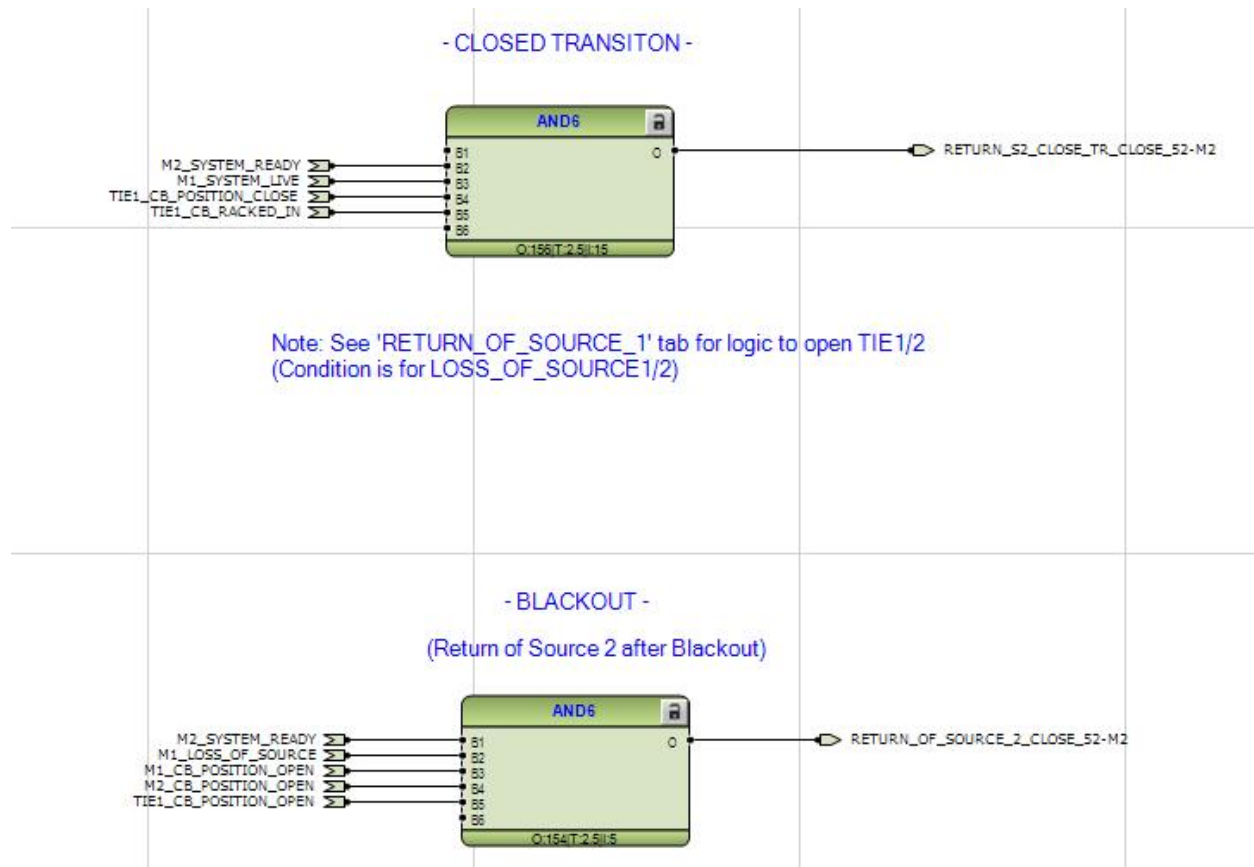 - CLOSED TRANSITON -
AND6
B1 O
M2_SYSTEM_READY B2 RETURN_S2_CLOSE_TR_CLOSE_52-M2
M1_SYSTEM_LIVE B3
TIE1_CB_POSITION_CLOSE B4
TIE1_CB_RACKED_IN B5
B6
O:156|T:2.5|I:15
Note: See 'RETURN_OF_SOURCE_1' tab for logic to open TIE1/2
(Condition is for LOSS_OF_SOURCE1/2)
- BLACKOUT -
(Return of Source 2 after Blackout)
AND6
M2_SYSTEM_READY B1 O RETURN_OF_SOURCE_2_CLOSE_52-M2
M1_LOSS_OF_SOURCE B2
M1_CB_POSITION_OPEN B3
M2_CB_POSITION_OPEN B4
TIE1_CB_POSITION_OPEN B5
B6
O:154|T:2.5|I:5